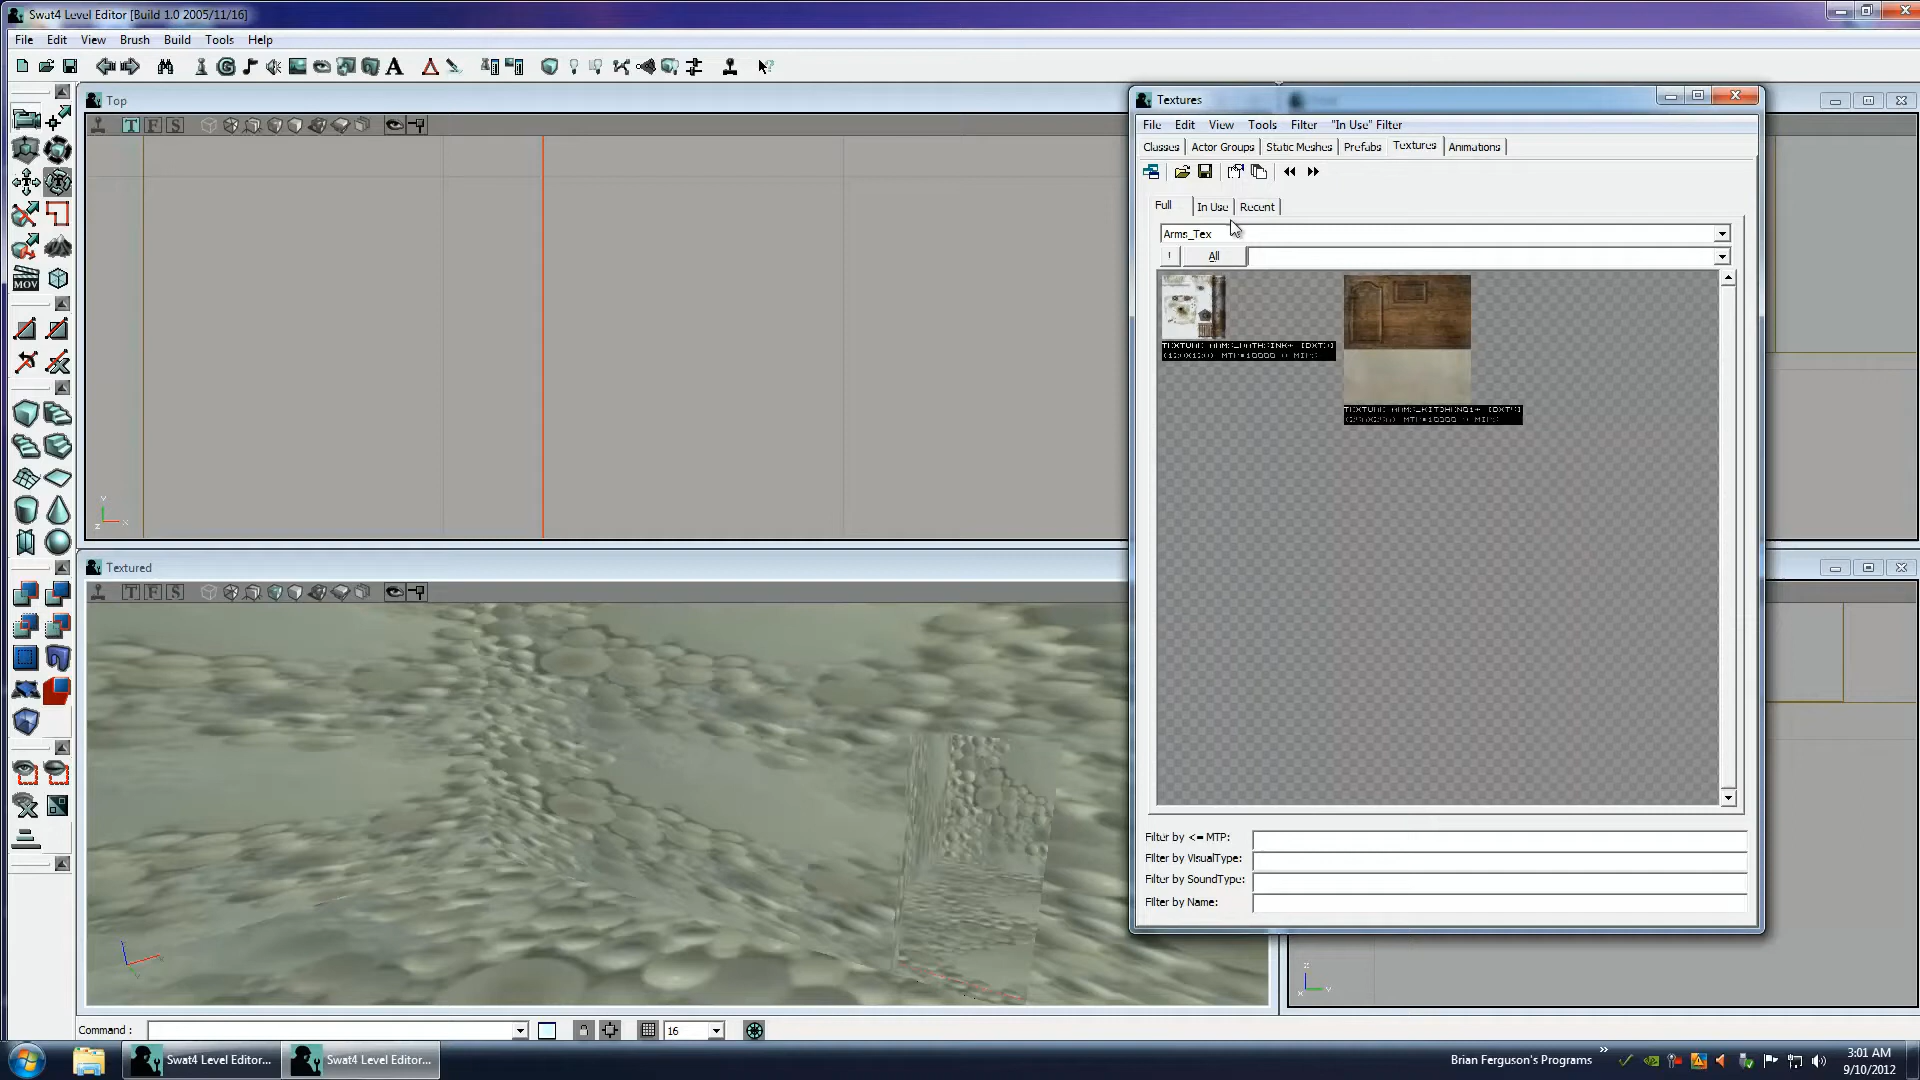 Swat4 Level Editor [Build 1.0 2005/11/16]
File Edit View Brush Build Tools Help
Top
Textures
File Edit View Tools Filter "In Use" Filter
Classes Actor Groups Static Meshes Prefabs Textures Animations
Full In Use Recent
Arms_Tex
! All
MOV
Textured
Filter by <= MTP:
Filter by VisualType:
Filter by SoundType:
Filter by Name:
Command : 16
Swat4 Level Editor... Swat4 Level Editor... Brian Ferguson's Programs 3:01 AM
9/10/2012